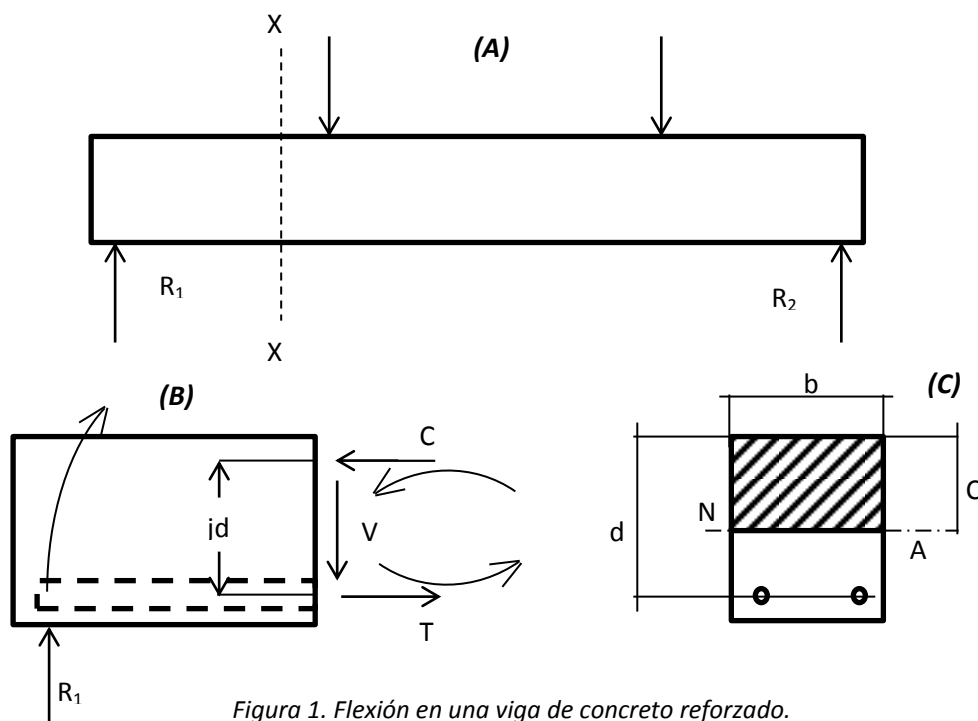 X
(A)
R₁
R₂
X
(B)
b
(C)
C
C
N
jd
V
d
A
T
R₁
Figura 1. Flexión en una viga de concreto reforzado.